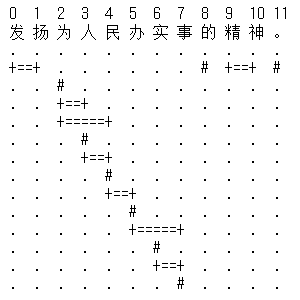 0 1 2 3 4 5 6 7 8 9 10 11
发 扬 为 人 民 办 实 事 的 精 神 。
. . . . . . . . . . . .
+==+ . . . . . . # +==+ #
. . # . . . . . . . . .
. . +==+ . . . . . . . .
. . +=====+ . . . . . . .
. . . # . . . . . . . .
. . . +==+ . . . . . . .
. . . . # . . . . . . .
. . . . +==+ . . . . . .
. . . . . # . . . . . .
. . . . . +=====+ . . . .
. . . . . . # . . . . .
. . . . . . +==+ . . . .
. . . . . . . # . . . .